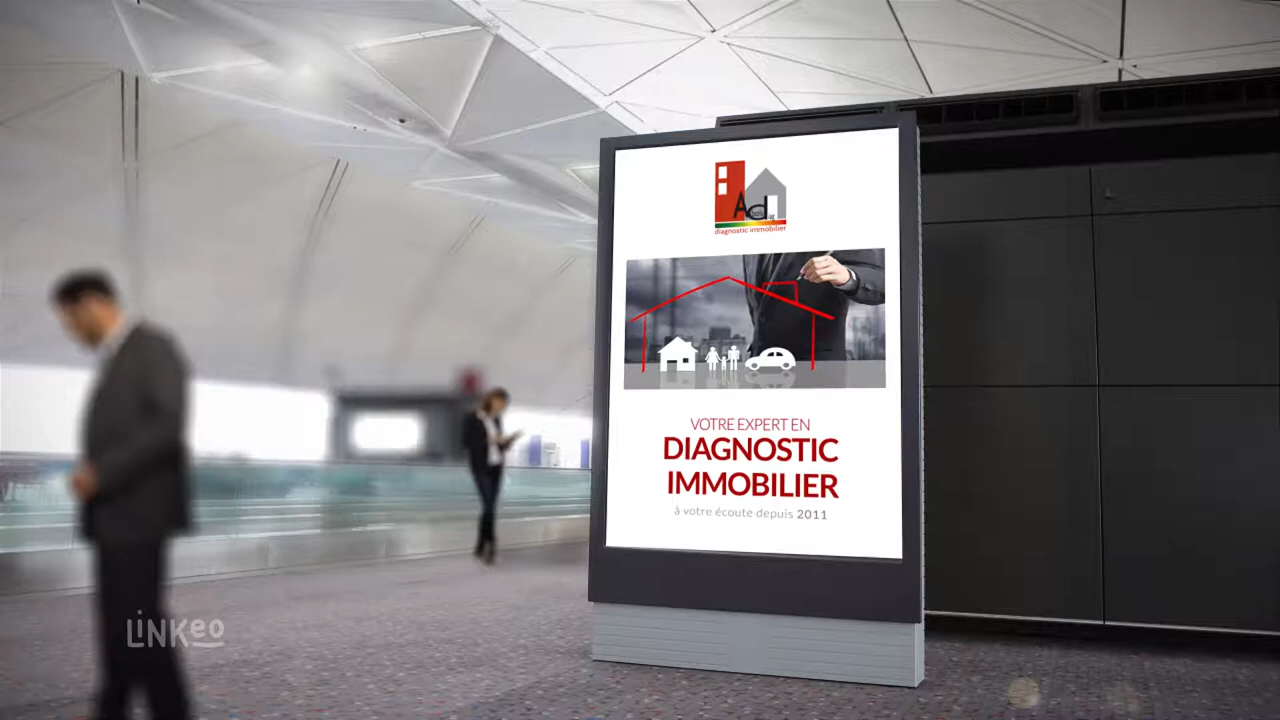 Ad
diagnostic immobilier
VOTRE EXPERT EN
DIAGNOSTIC
IMMOBILIER
à votre écoute depuis 2011
LINKeo